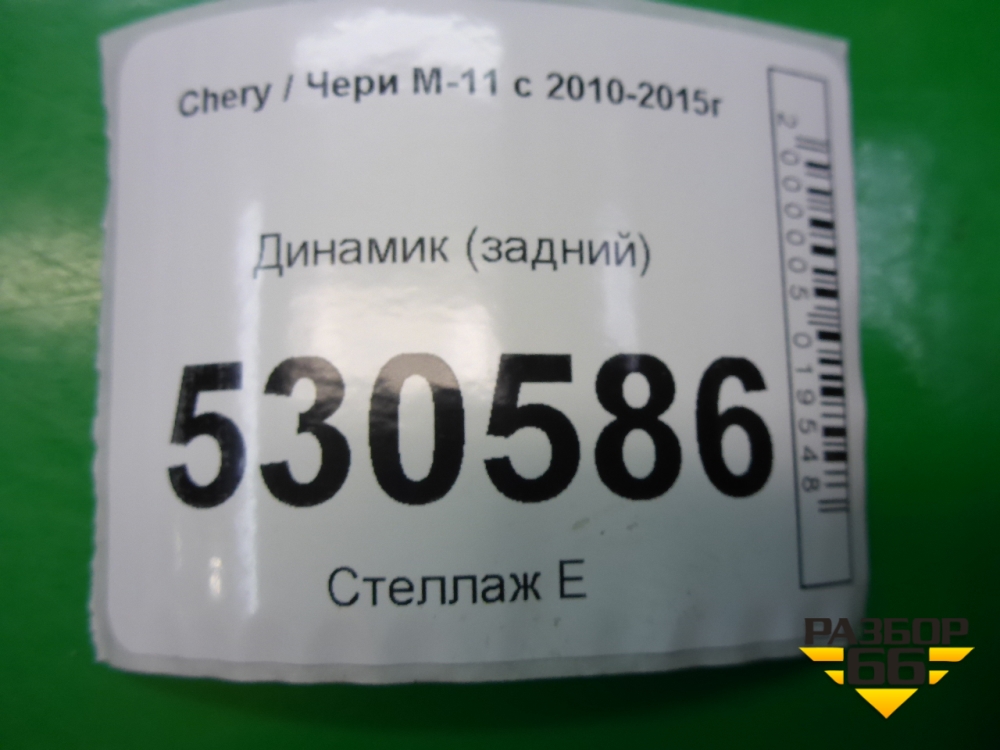 Chery / Чери М-11 с 2010-2015г
Динамик (задний)
530586
Стеллаж Е
2000005019548
РАЗБОР
66